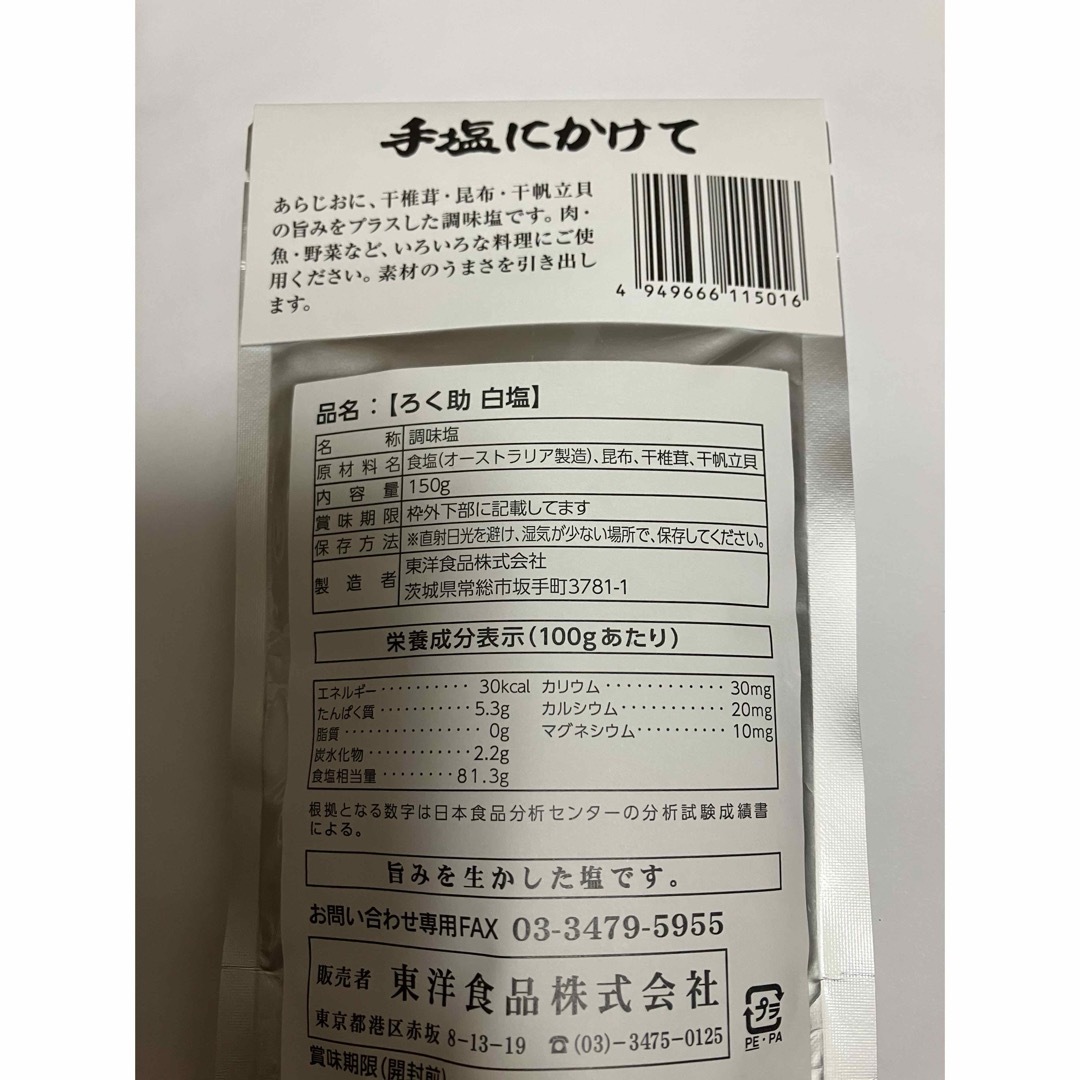 手塩にかけて
あらじおに、干椎茸・昆布・干帆立貝
の旨みをプラスした調味塩です。肉・
魚・野菜など、いろいろな料理にご使
用ください。素材のうまさを引き出し
ます。
4 949666 115016
品名：【ろく助 白塩】
名称 調味塩
原材料名 食塩(オーストラリア製造)、昆布、干椎茸、干帆立貝
内容量 150g
賞味期限 枠外下部に記載してます
保存方法 ※直射日光を避け、湿気が少ない場所で、保存してください。
製造者 東洋食品株式会社
茨城県常総市坂手町3781-1
栄養成分表示(100gあたり)
エネルギー・・・・・・・・・・30kcal カリウム・・・・・・・・・・・・30mg
たんぱく質・・・・・・・・・・5.3g カルシウム・・・・・・・・・・20mg
脂質・・・・・・・・・・・・・・・・0g マグネシウム・・・・・・・・・10mg
炭水化物・・・・・・・・・・・・2.2g
食塩相当量・・・・・・・・81.3g
根拠となる数字は日本食品分析センターの分析試験成績書
による。
旨みを生かした塩です。
お問い合わせ専用FAX 03-3479-5955
販売者 東洋食品株式会社
東京都港区赤坂 8-13-19 ☎(03)-3475-0125
プラ
PE・PA
賞味期限(開封前)